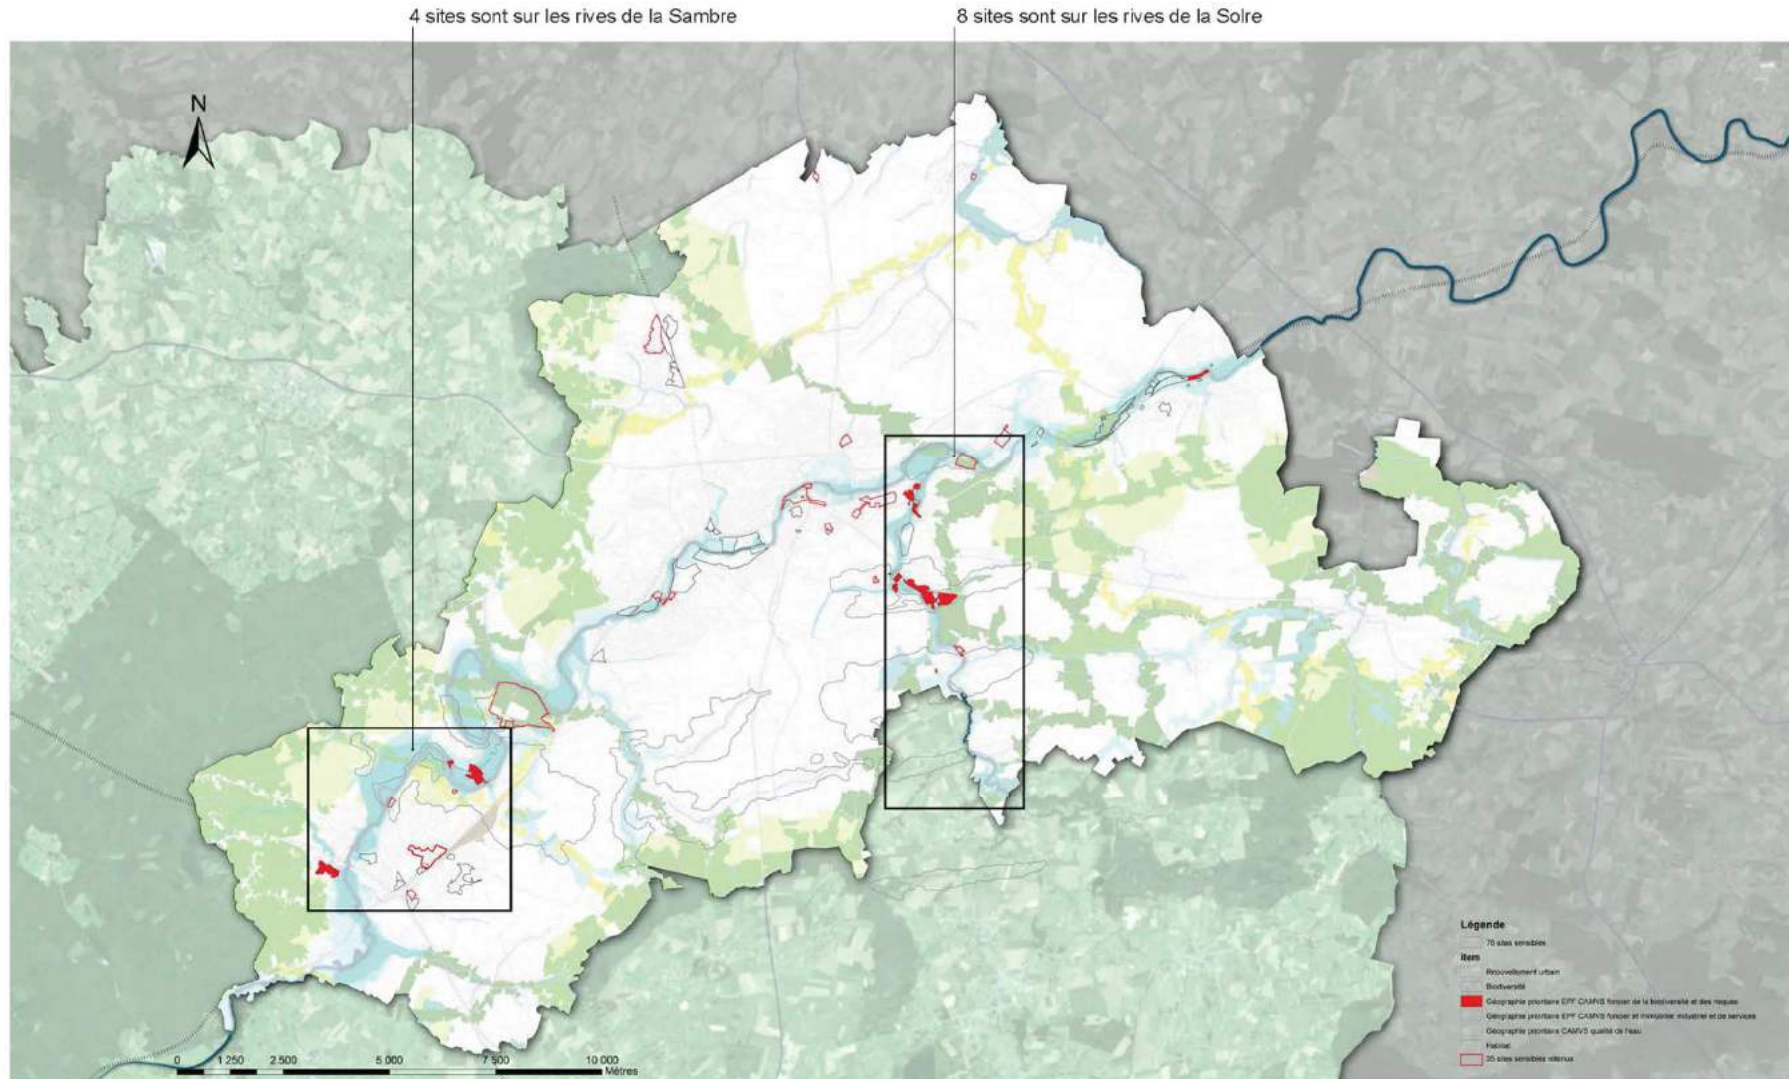 4 sites sont sur les rives de la Sambre
8 sites sont sur les rives de la Solre
N
0 1 250 2 500 5 000 7 500 10 000
Mètres
Légende
78 sites sensibles
Item
Rnouvellement urbain
Biodiversité
Géographie prioritaire EPF CAMVS foncier de la biodiversité et des risques
Géographie prioritaire EPF CAMVS foncier et immobilier industriel et de services
Géographie prioritaire CAMVS qualité de l'eau
Habitat
35 sites sensibles retenus